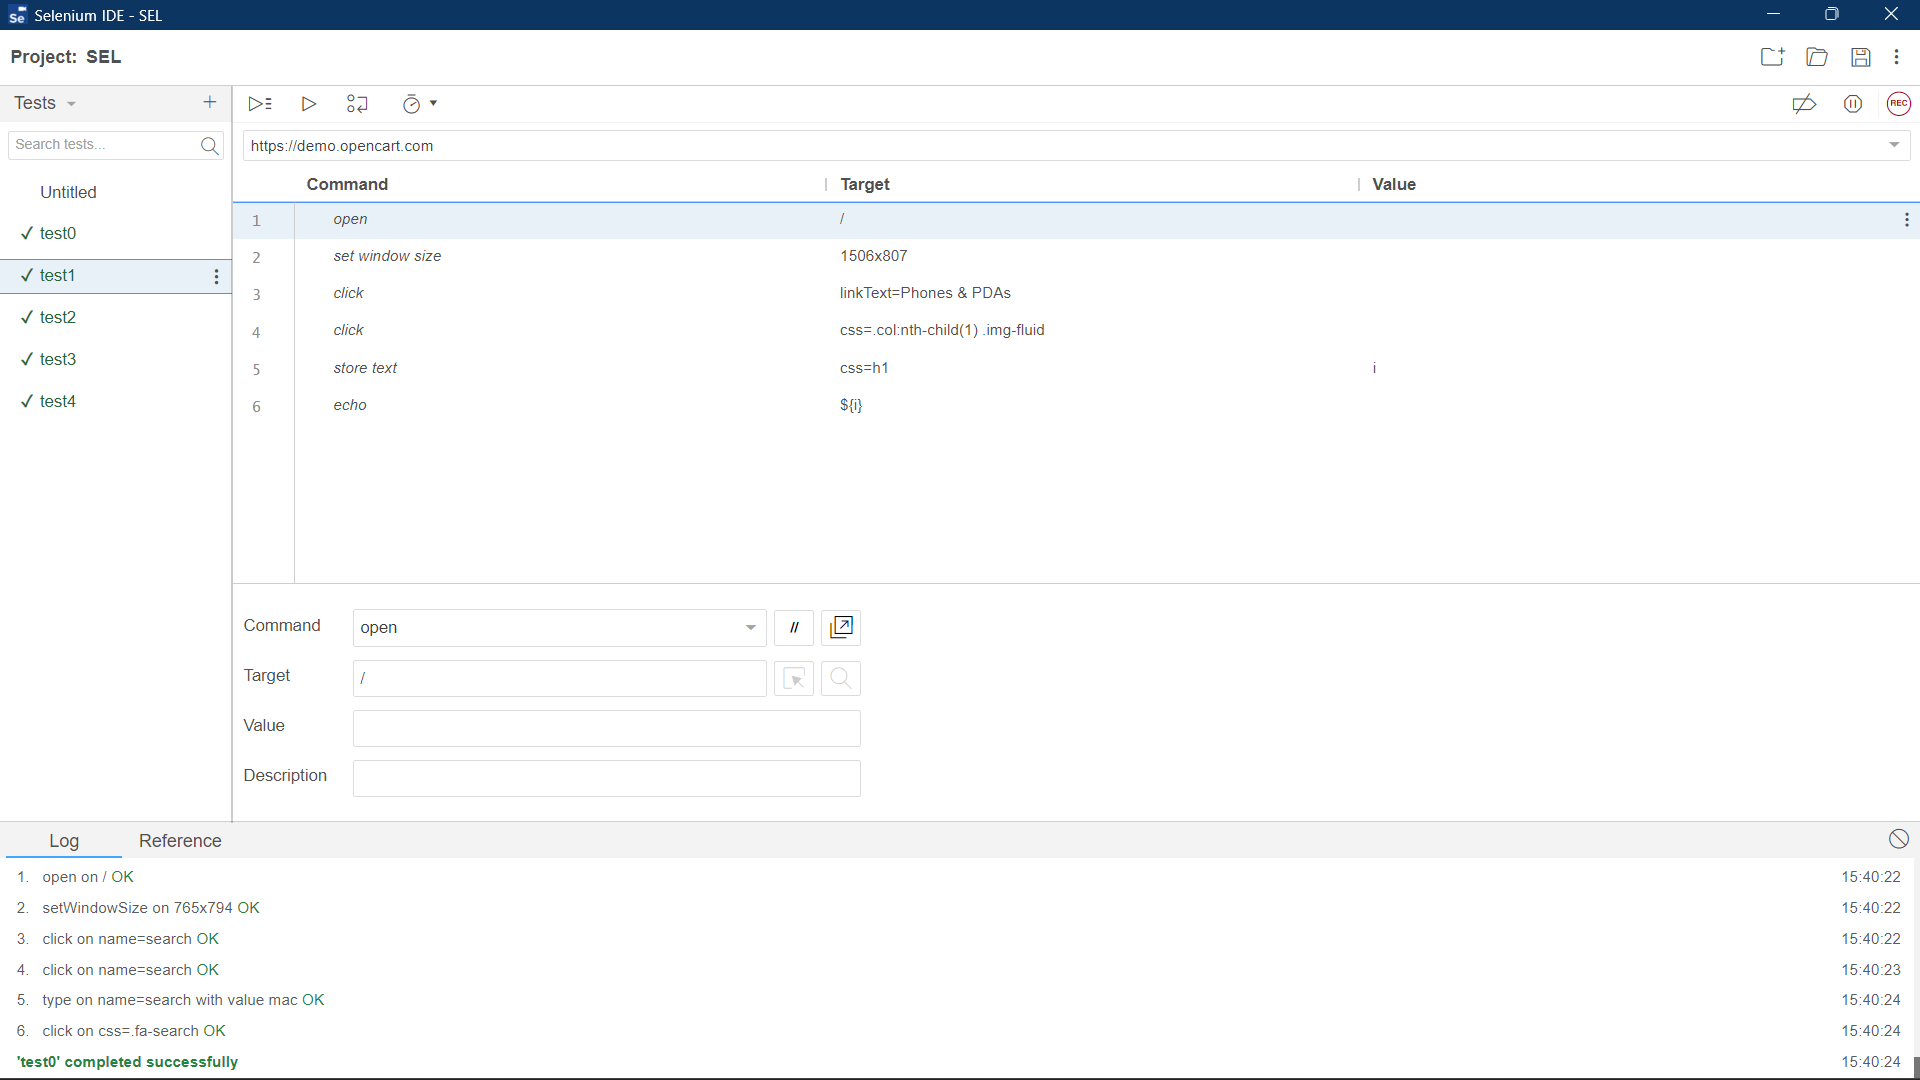 Se Selenium IDE - SEL
Project: SEL
Tests
Search tests...
Untitled
✓ test0
✓ test1
✓ test2
✓ test3
✓ test4
REC
https://demo.opencart.com
Command Target Value
1 open /
2 set window size 1506x807
3 click linkText=Phones & PDAs
4 click css=.col:nth-child(1) .img-fluid
5 store text css=h1 i
6 echo ${i}
Command open //
Target /
Value
Description
Log Reference
1. open on / OK 15:40:22
2. setWindowSize on 765x794 OK 15:40:22
3. click on name=search OK 15:40:22
4. click on name=search OK 15:40:23
5. type on name=search with value mac OK 15:40:24
6. click on css=.fa-search OK 15:40:24
'test0' completed successfully 15:40:24